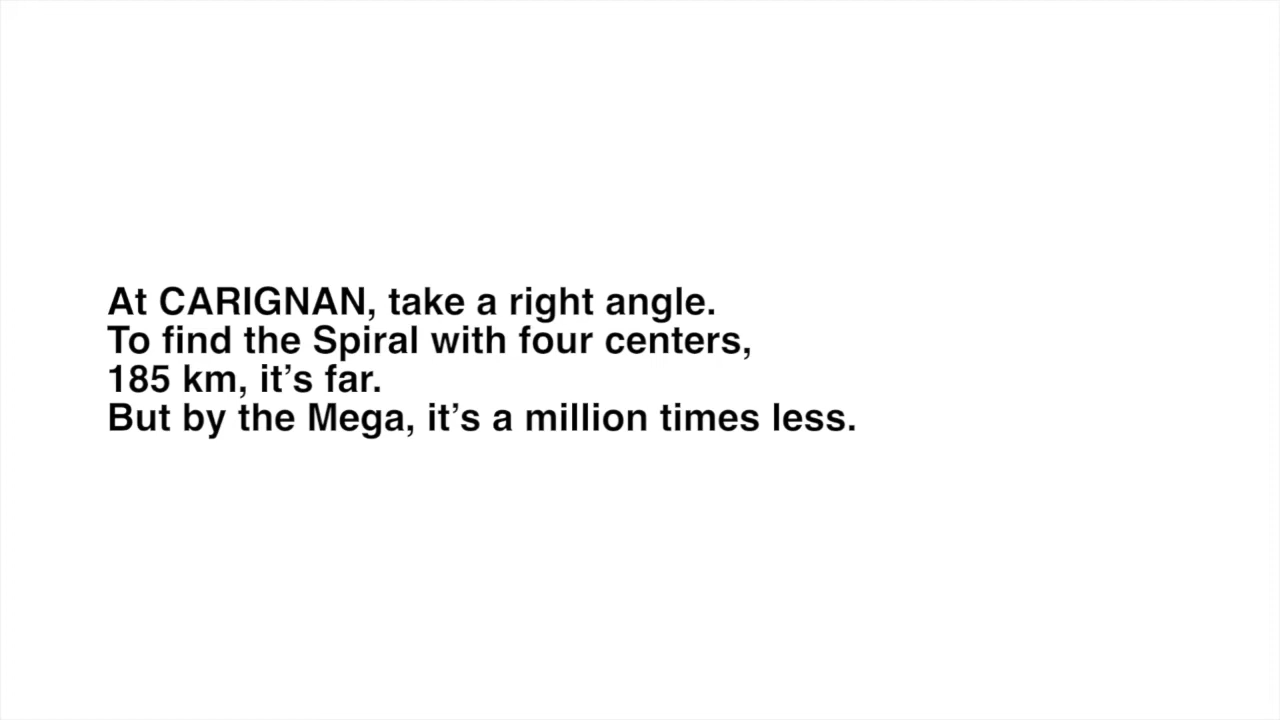 At CARIGNAN, take a right angle.
To find the Spiral with four centers,
185 km, it’s far.
But by the Mega, it’s a million times less.